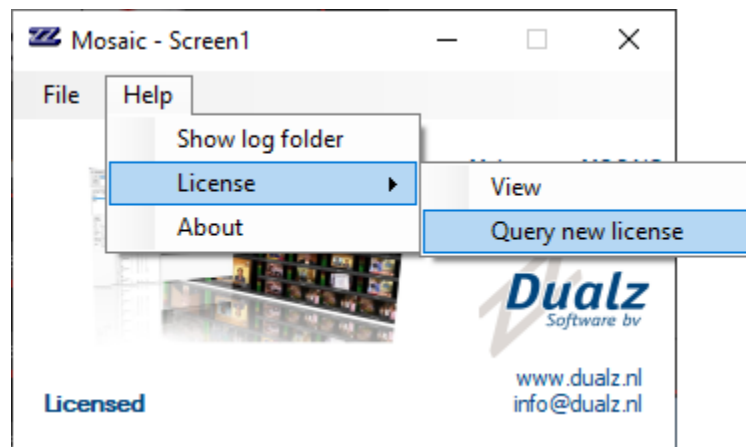 Mosaic - Screen1
File Help
Show log folder
License
View
About
Query new license
Dualz
Software bv
www.dualz.nl
Licensed
info@dualz.nl